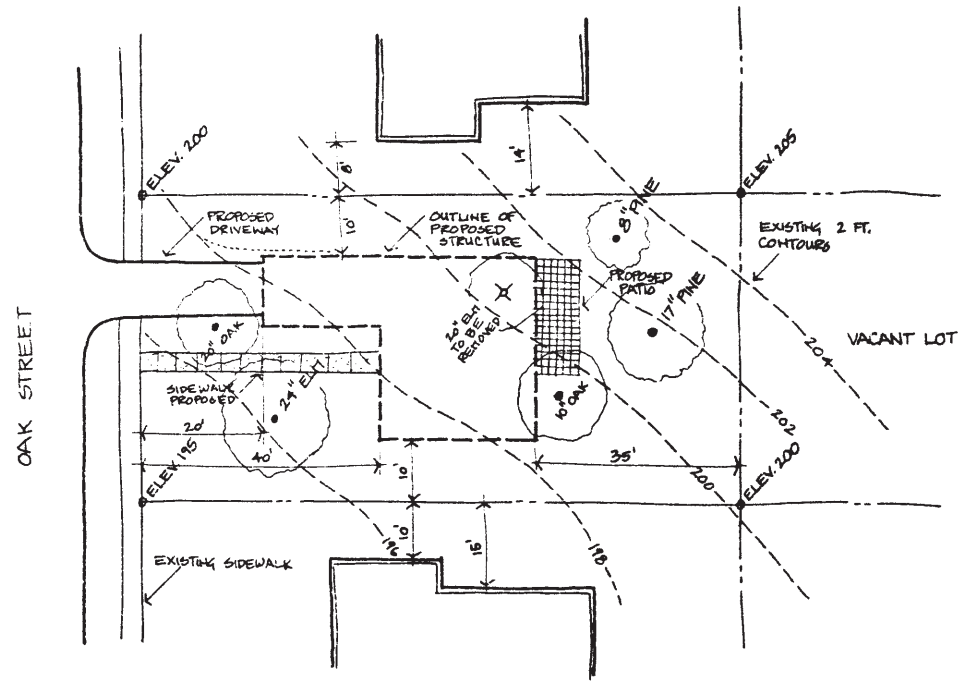 ELEV. 200
8'
14'
ELEV. 205
PROPOSED
DRIVEWAY
10'
OUTLINE OF
PROPOSED
STRUCTURE
8" PINE
EXISTING 2 FT.
CONTOURS
PROPOSED
PATIO
17" PINE
20" ELM
TO BE
REMOVED
20" OAK
OAK STREET
VACANT LOT
204
SIDEWALK
PROPOSED
24" ELM
10" OAK
202
20'
40'
ELEV 195
10'
35'
200
ELEV. 200
196
10'
15'
198
EXISTING SIDEWALK